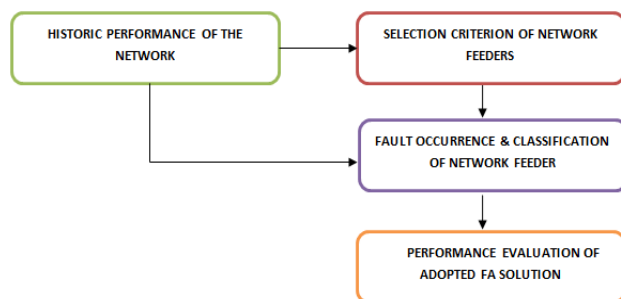 HISTORIC PERFORMANCE OF THE
NETWORK
SELECTION CRITERION OF NETWORK
FEEDERS
FAULT OCCURRENCE & CLASSIFICATION
OF NETWORK FEEDER
PERFORMANCE EVALUATION OF
ADOPTED FA SOLUTION